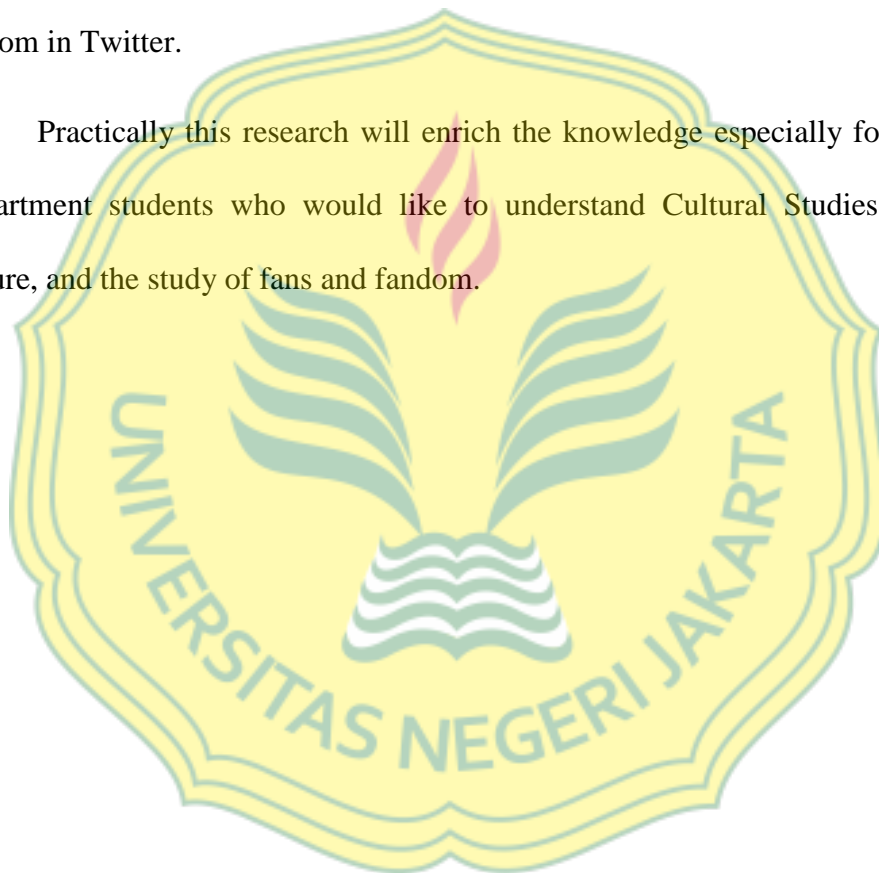 om in Twitter.
Practically this research will enrich the knowledge especially fo
artment students who would like to understand Cultural Studies
ure, and the study of fans and fandom.
UNIVERSITAS NEGERI JAKARTA